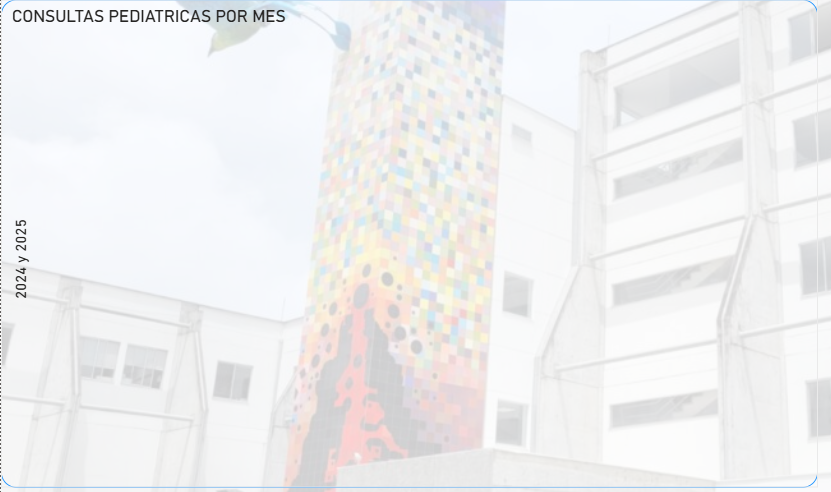 CONSULTAS PEDIATRICAS POR MES
2024 y 2025